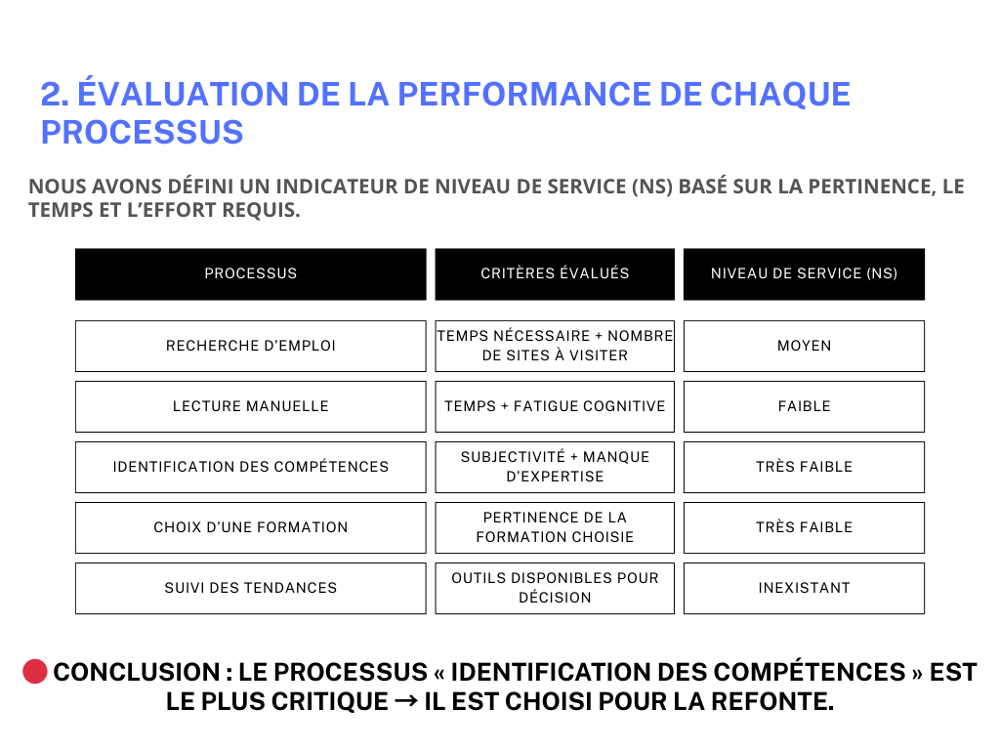 2. ÉVALUATION DE LA PERFORMANCE DE CHAQUE
PROCESSUS
NOUS AVONS DÉFINI UN INDICATEUR DE NIVEAU DE SERVICE (NS) BASÉ SUR LA PERTINENCE, LE
TEMPS ET L’EFFORT REQUIS.
PROCESSUS
CRITÈRES ÉVALUÉS
NIVEAU DE SERVICE (NS)
RECHERCHE D’EMPLOI
TEMPS NÉCESSAIRE + NOMBRE
DE SITES À VISITER
MOYEN
LECTURE MANUELLE
TEMPS + FATIGUE COGNITIVE
FAIBLE
IDENTIFICATION DES COMPÉTENCES
SUBJECTIVITÉ + MANQUE
D’EXPERTISE
TRÈS FAIBLE
CHOIX D’UNE FORMATION
PERTINENCE DE LA
FORMATION CHOISIE
TRÈS FAIBLE
SUIVI DES TENDANCES
OUTILS DISPONIBLES POUR
DÉCISION
INEXISTANT
🔴 CONCLUSION : LE PROCESSUS « IDENTIFICATION DES COMPÉTENCES » EST
LE PLUS CRITIQUE → IL EST CHOISI POUR LA REFONTE.